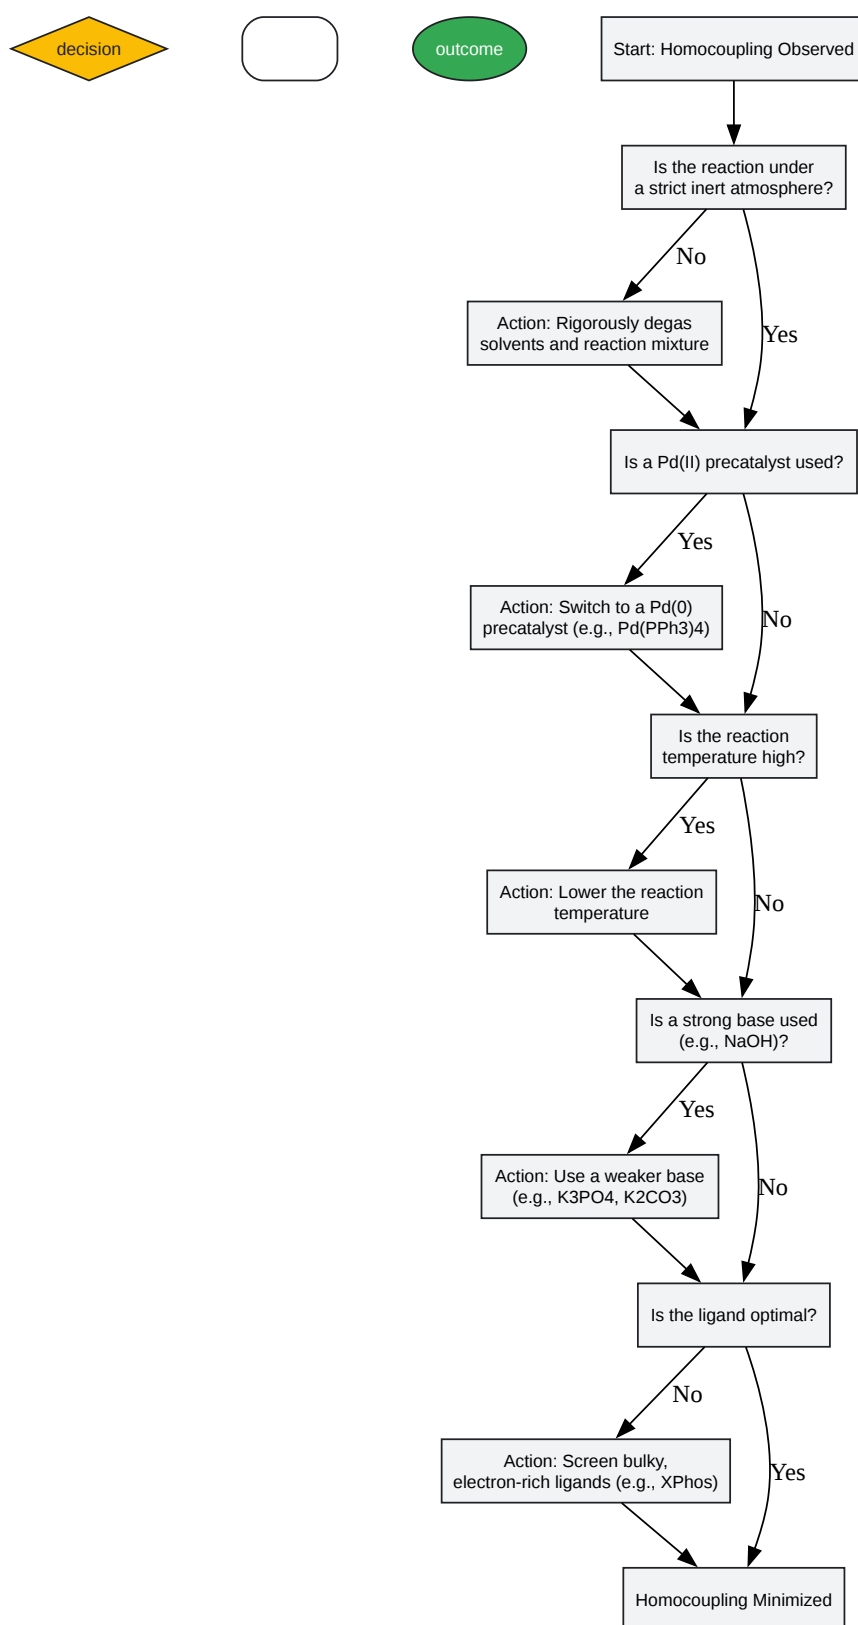 decision
outcome
Start: Homocoupling Observed
Is the reaction under
a strict inert atmosphere?
No
Action: Rigorously degas
solvents and reaction mixture
Yes
Is a Pd(II) precatalyst used?
Yes
Action: Switch to a Pd(0)
precatalyst (e.g., Pd(PPh3)4)
No
Is the reaction
temperature high?
Yes
Action: Lower the reaction
temperature
No
Is a strong base used
(e.g., NaOH)?
Yes
Action: Use a weaker base
(e.g., K3PO4, K2CO3)
No
Is the ligand optimal?
No
Action: Screen bulky,
electron-rich ligands (e.g., XPhos)
Yes
Homocoupling Minimized